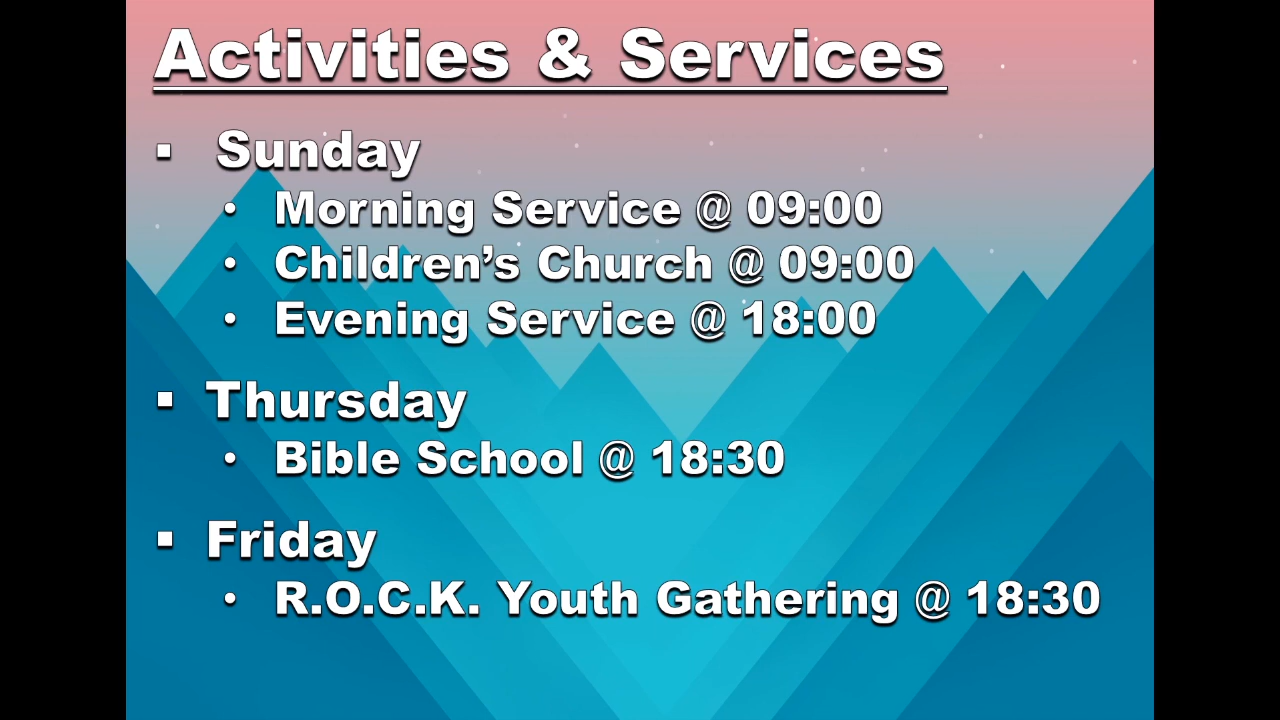 Activities & Services
▪ Sunday
• Morning Service @ 09:00
• Children’s Church @ 09:00
• Evening Service @ 18:00
▪ Thursday
• Bible School @ 18:30
▪ Friday
• R.O.C.K. Youth Gathering @ 18:30